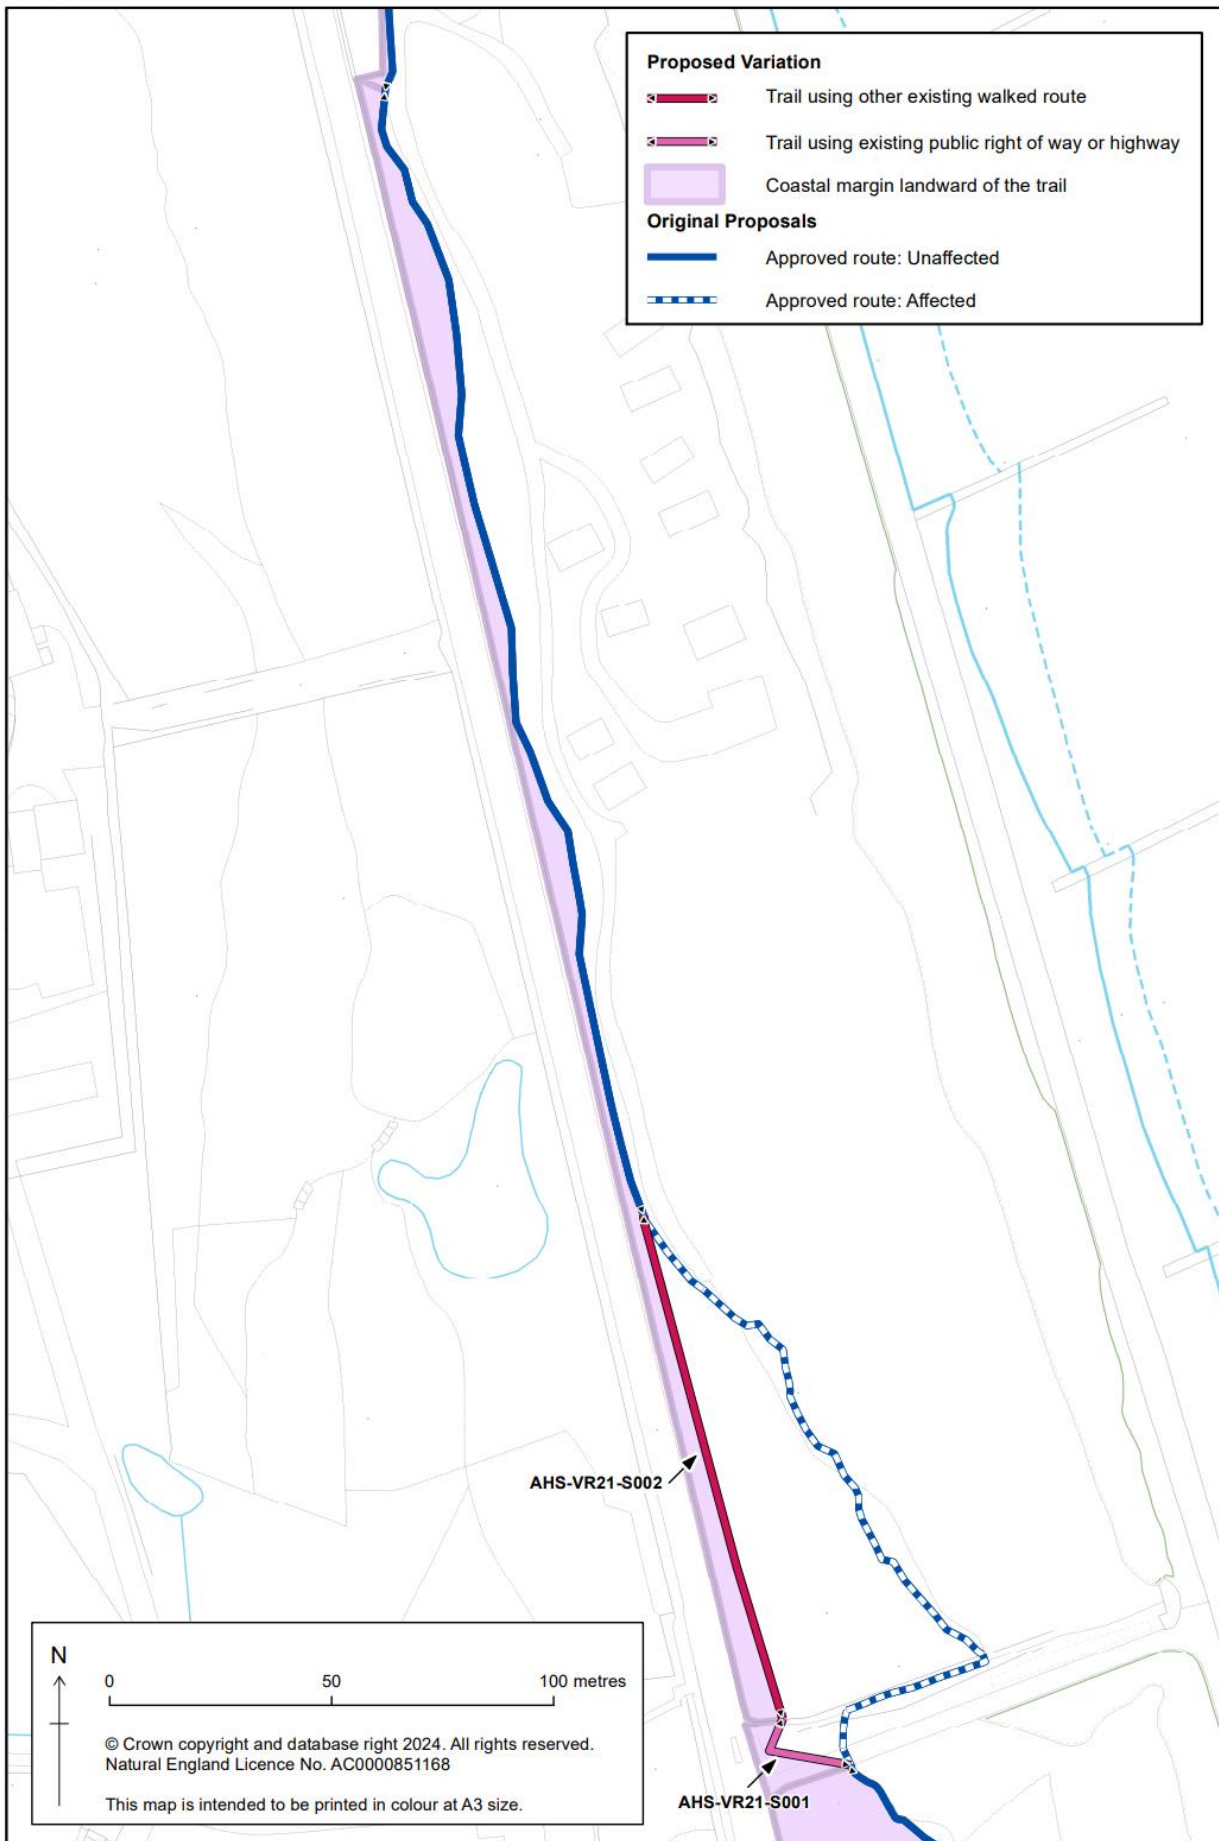 Proposed Variation
Trail using other existing walked route
Trail using existing public right of way or highway
Coastal margin landward of the trail
Original Proposals
Approved route: Unaffected
Approved route: Affected
AHS-VR21-S002
AHS-VR21-S001
N
0 50 100 metres
© Crown copyright and database right 2024. All rights reserved.
Natural England Licence No. AC0000851168
This map is intended to be printed in colour at A3 size.